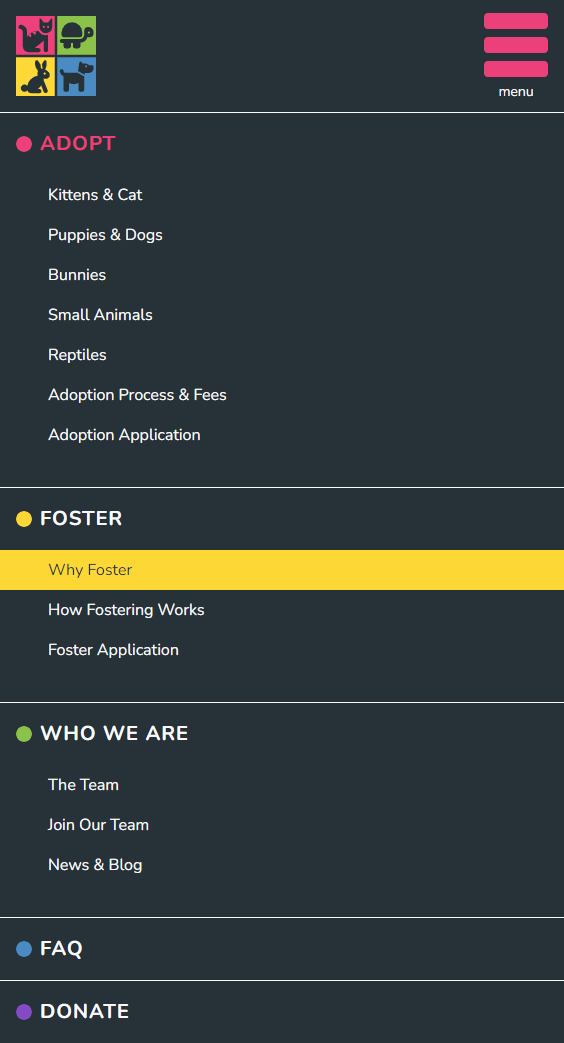 menu
ADOPT
Kittens & Cat
Puppies & Dogs
Bunnies
Small Animals
Reptiles
Adoption Process & Fees
Adoption Application
FOSTER
Why Foster
How Fostering Works
Foster Application
WHO WE ARE
The Team
Join Our Team
News & Blog
FAQ
DONATE